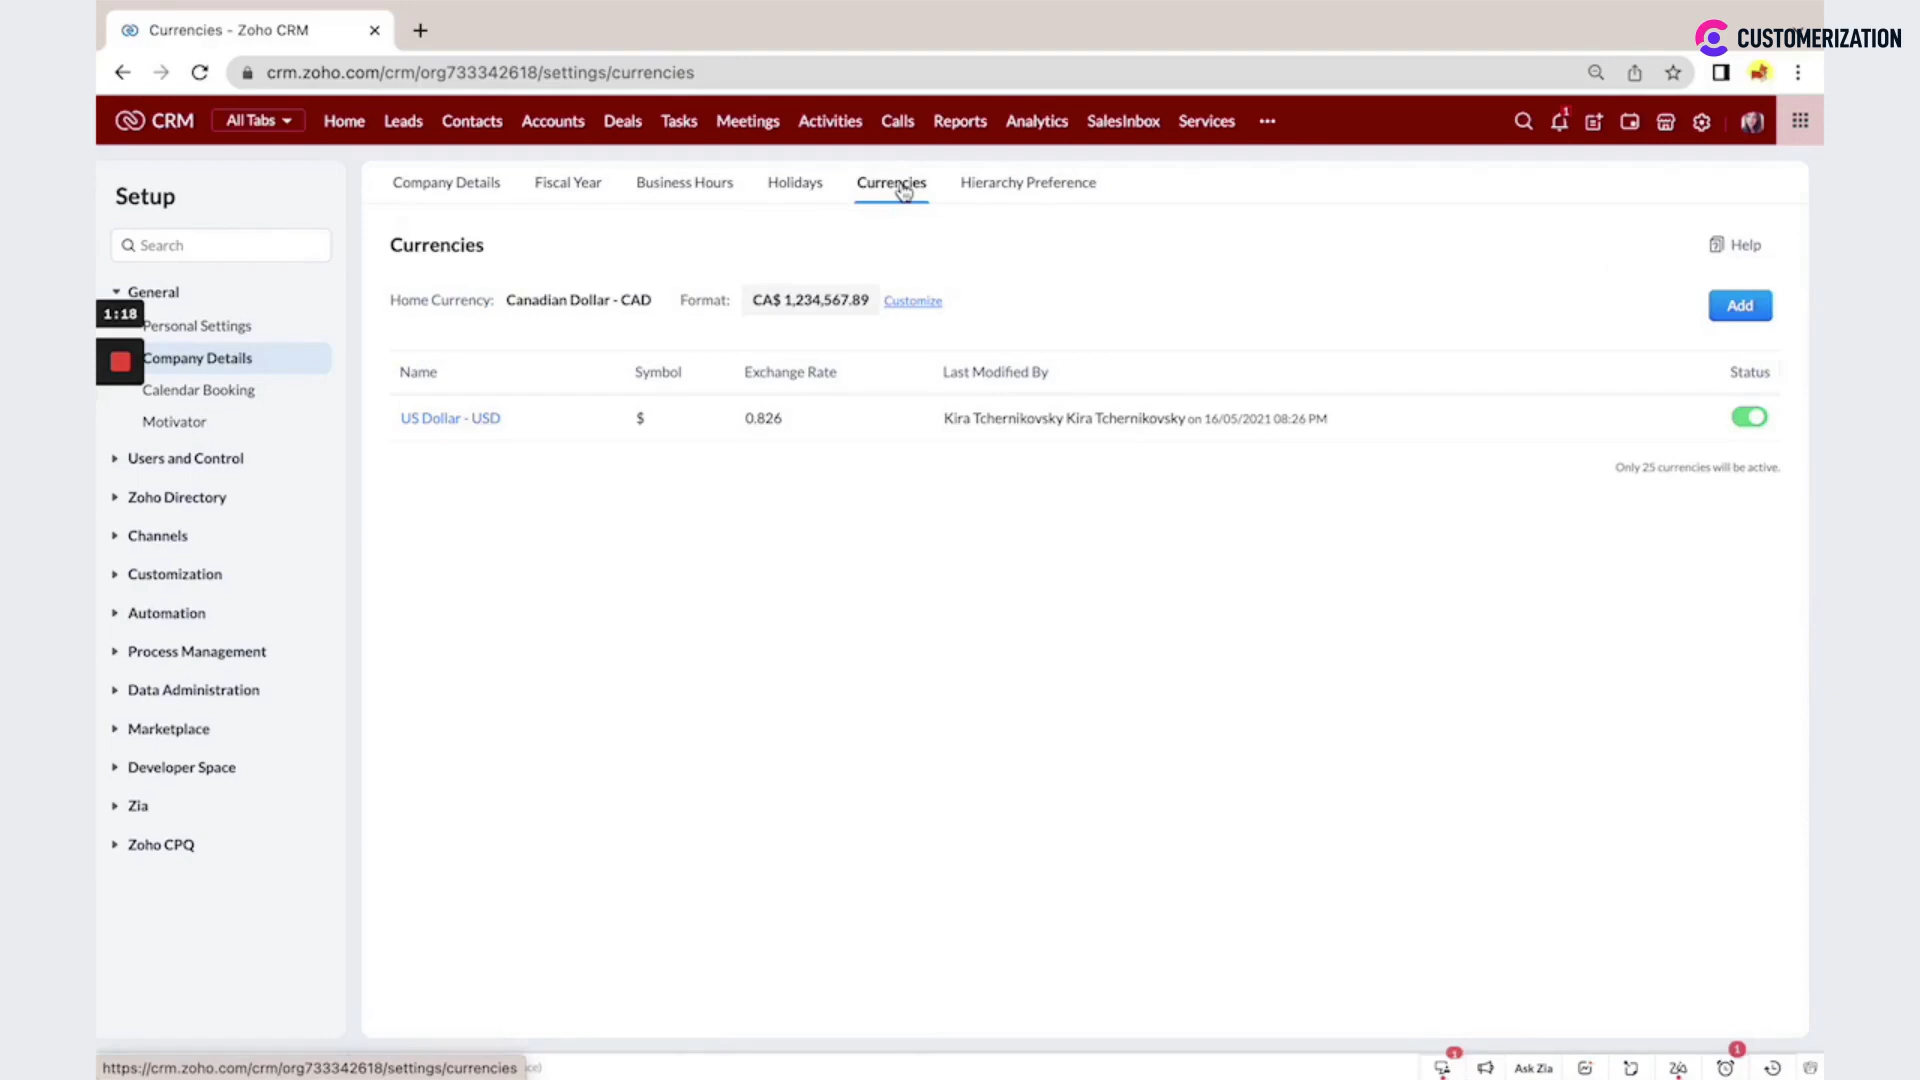 Currencies - Zoho CRM
CUSTOMERIZATION
crm.zoho.com/crm/org733342618/settings/currencies
CRM All Tabs Home Leads Contacts Accounts Deals Tasks Meetings Activities Calls Reports Analytics SalesInbox Services ••• 1
Setup
Search
General
1:18
Personal Settings
Company Details
Calendar Booking
Motivator
Users and Control
Zoho Directory
Channels
Customization
Automation
Process Management
Data Administration
Marketplace
Developer Space
Zia
Zoho CPQ
Company Details Fiscal Year Business Hours Holidays Currencies Hierarchy Preference
Currencies
Help
Home Currency: Canadian Dollar - CAD Format: CA$ 1,234,567.89 Customize
Add
Name Symbol Exchange Rate Last Modified By Status
US Dollar - USD $ 0.826 Kira Tchernikovsky Kira Tchernikovsky on 16/05/2021 08:26 PM
Only 25 currencies will be active.
https://crm.zoho.com/crm/org733342618/settings/currencies
1 Ask Zia 1